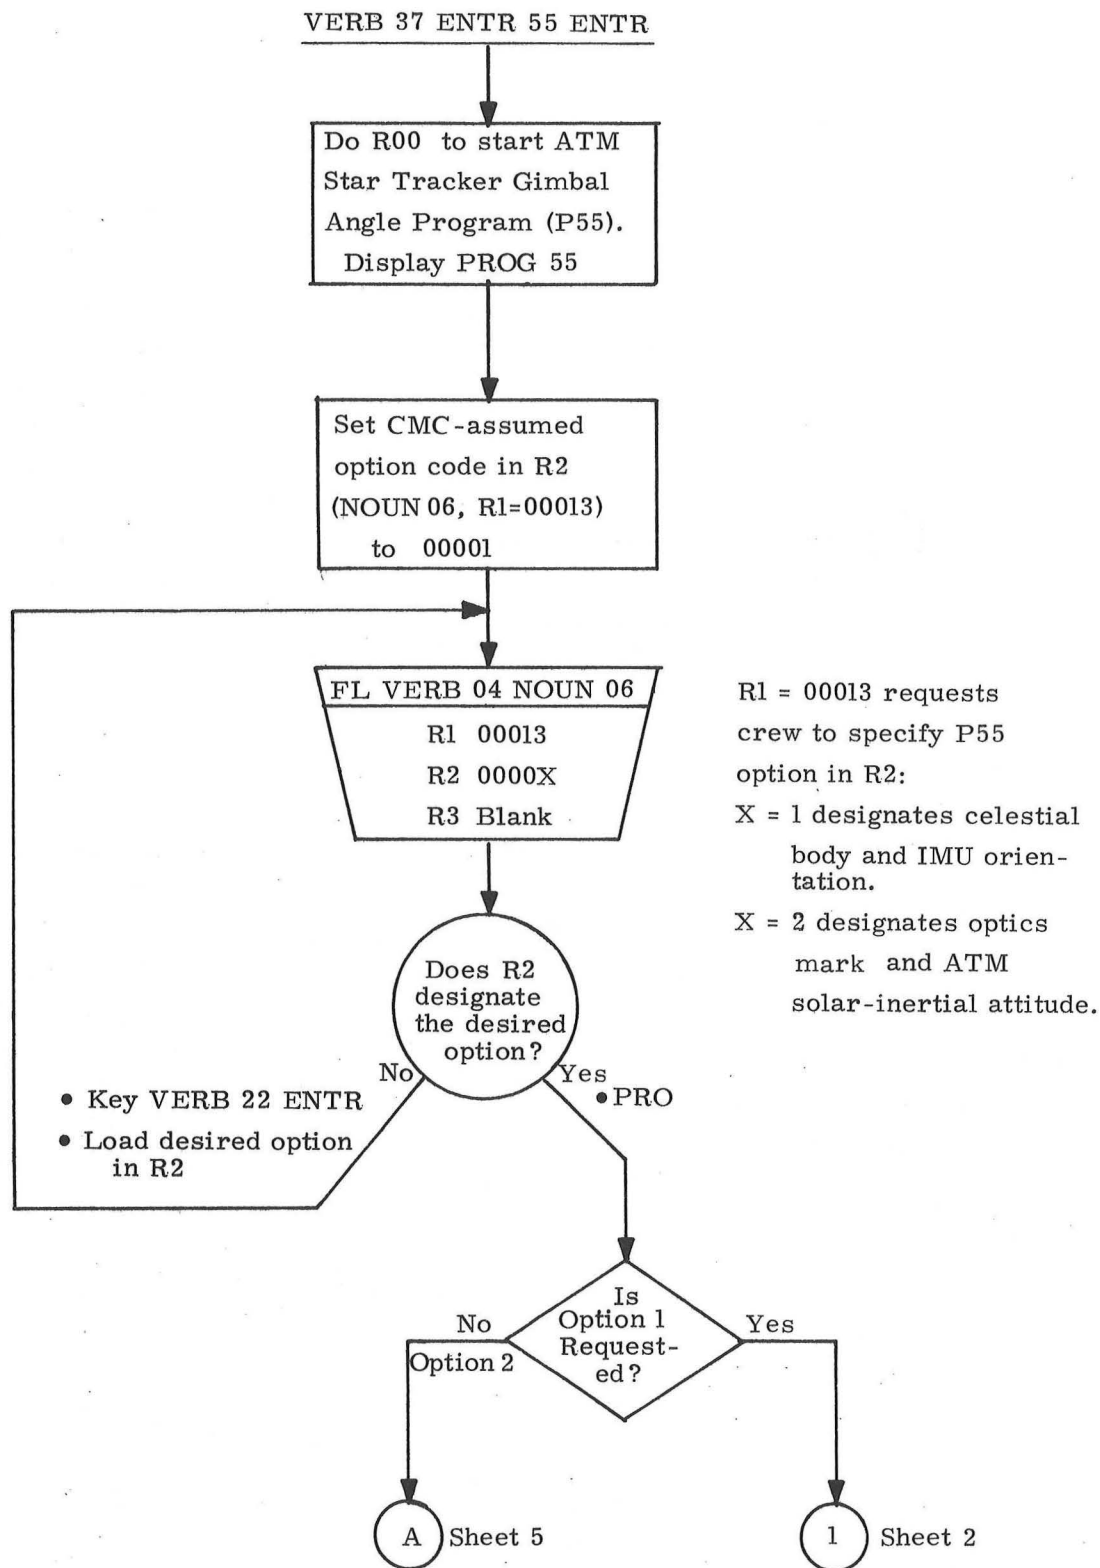 VERB 37 ENTR 55 ENTR
Do R00 to start ATM
Star Tracker Gimbal
Angle Program (P55).
Display PROG 55
Set CMC-assumed
option code in R2
(NOUN 06, R1=00013)
to 00001
FL VERB 04 NOUN 06
R1 00013
R2 0000X
R3 Blank
R1 = 00013 requests
crew to specify P55
option in R2:
X = 1 designates celestial
body and IMU orien-
tation.
X = 2 designates optics
mark and ATM
solar-inertial attitude.
Does R2
designate
the desired
option?
No
Yes
• PRO
• Key VERB 22 ENTR
• Load desired option
in R2
Is
Option 1
Request-
ed?
No
Option 2
Yes
A Sheet 5
1 Sheet 2